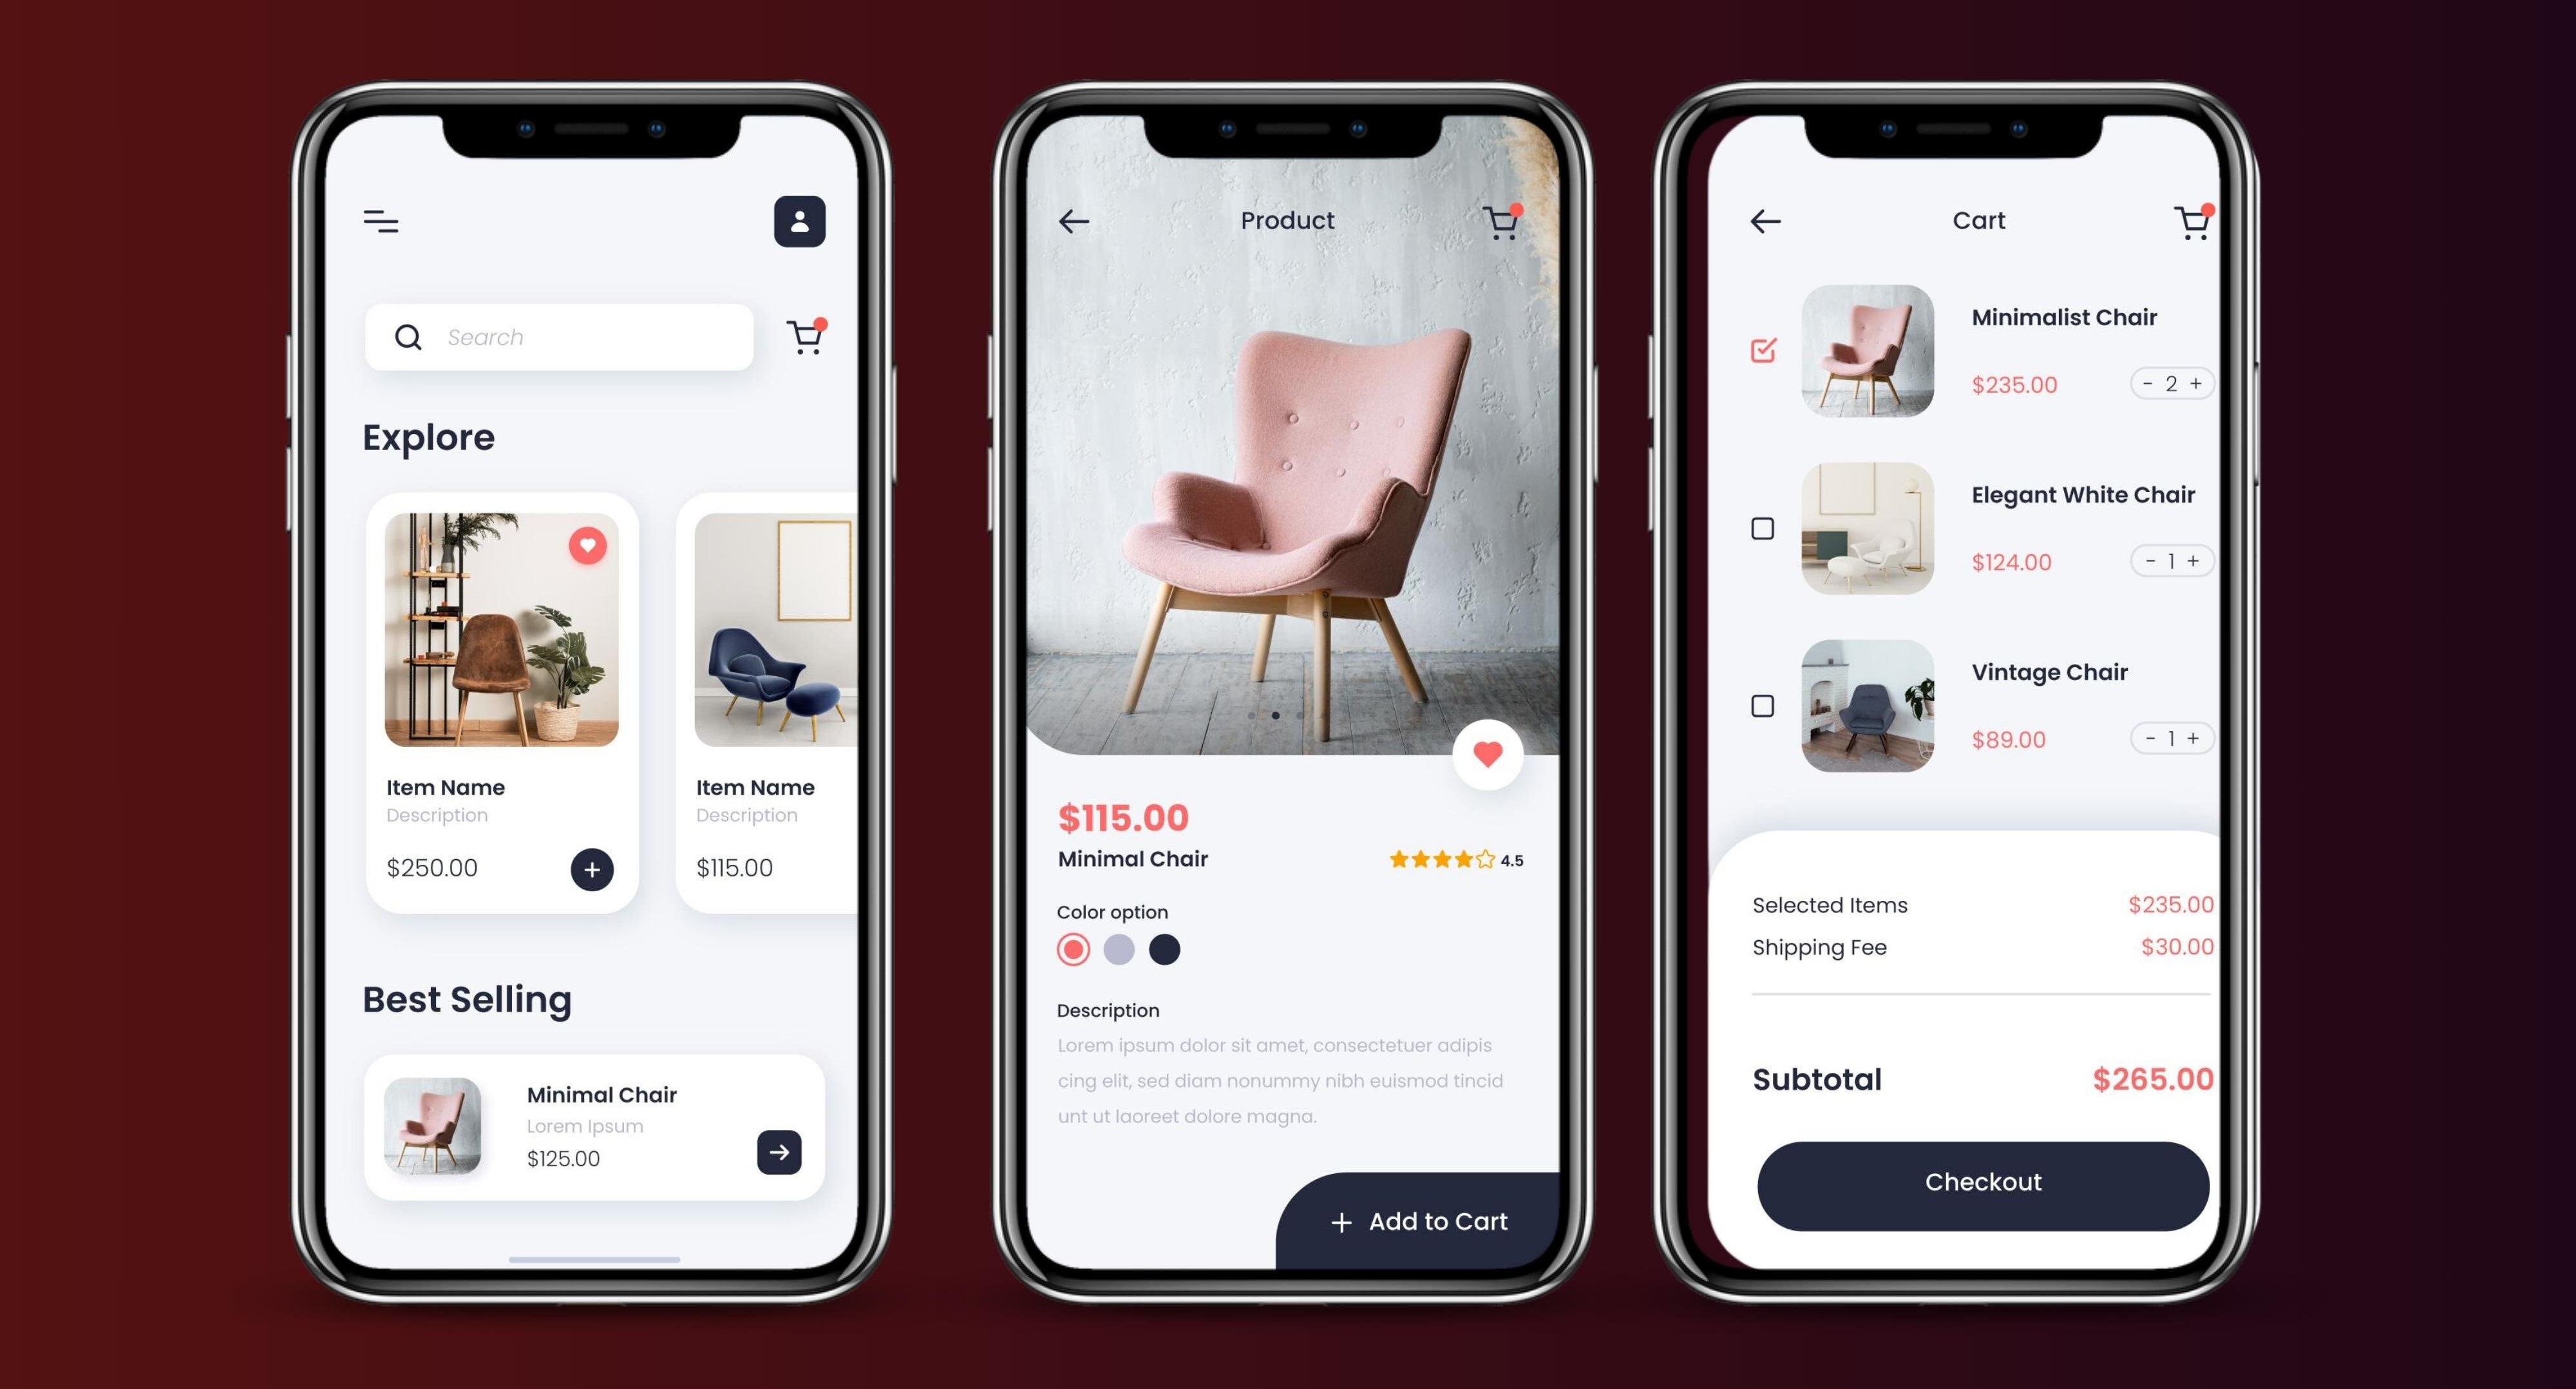 Search
Explore
Item Name
Description
$250.00
Item Name
Description
$115.00
Best Selling
Minimal Chair
Lorem Ipsum
$125.00
Product
$115.00
Minimal Chair
4.5
Color option
Description
Lorem ipsum dolor sit amet, consectetuer adipis
cing elit, sed diam nonummy nibh euismod tincid
unt ut laoreet dolore magna.
+ Add to Cart
Cart
Minimalist Chair
$235.00
- 2 +
Elegant White Chair
$124.00
- 1 +
Vintage Chair
$89.00
- 1 +
Selected Items $235.00
Shipping Fee $30.00
Subtotal $265.00
Checkout